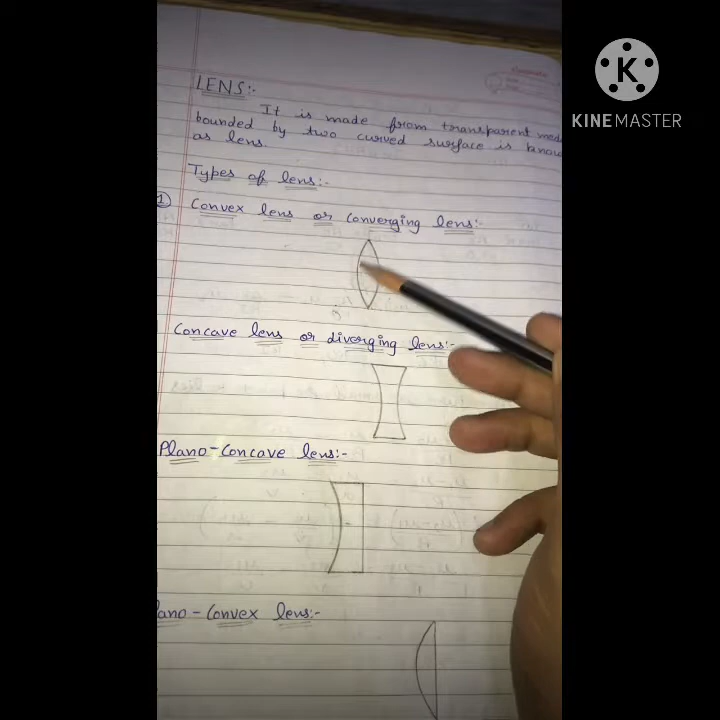 KINEMASTER
LENS:-
It is made from transparent
bounded by two curved surface is
as lens.
Types of lens:-
1 Convex lens or Converging lens:-
Concave lens or diverging lens:-
Plano-Concave lens:-
lano-Convex lens:-